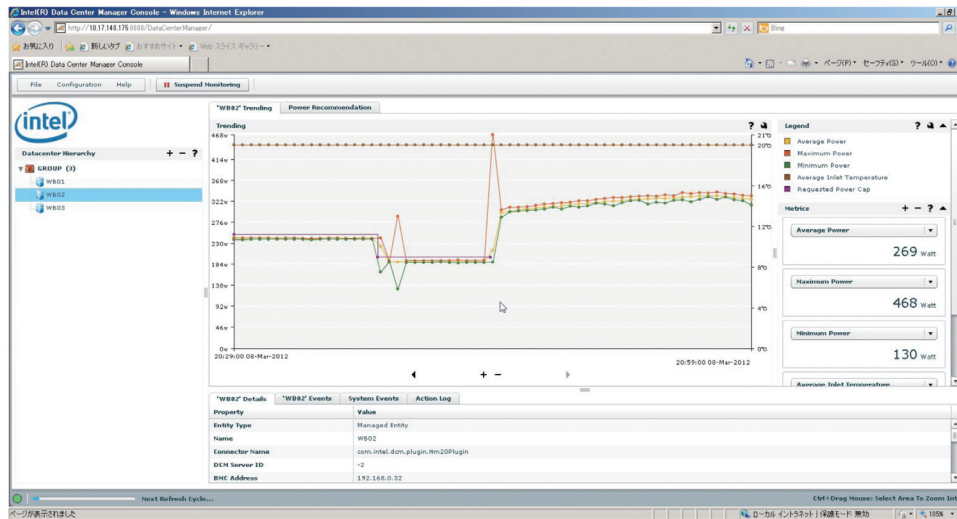 Intel(R) Data Center Manager Console - Windows Internet Explorer
http://10.17.148.175:8688/DataCenterManager/
Bing
お気に入り 新しいタブ おすすめサイト Web スライス ギャラリー
Intel(R) Data Center Manager Console
ページ(P) セーフティ(S) ツール(O)
File Configuration Help Suspend Monitoring
intel
Datacenter Hierarchy + - ?
GROUP (3)
WB01
WB02
WB03
"WB02" Trending Power Recommendation
Trending ?
468w
414w
369w
322w
276w
230w
184w
138w
92w
46w
0w
21°C
20°C
16°C
12°C
8°C
4°C
0°C
20:29:00 08-Mar-2012
20:59:00 08-Mar-2012
+ -
Legend ?
Average Power
Maximum Power
Minimum Power
Average Inlet Temperature
Requested Power Cap
Metrics + - ?
Average Power
269 Watt
Maximum Power
468 Watt
Minimum Power
130 Watt
Average Inlet Temperature
"WB02" Details "WB02" Events System Events Action Log
Property Value
Entity Type Managed Entity
Name WB02
Connector Name com.intel.dcm.plugin.Nm20Plugin
DCM Server ID -2
BMC Address 192.168.0.32
Next Refresh Cycle...
Ctrl+Drag Mouse: Select Area To Zoom Int
ページが表示されました
ローカル イントラネット | 保護モード: 無効
105%